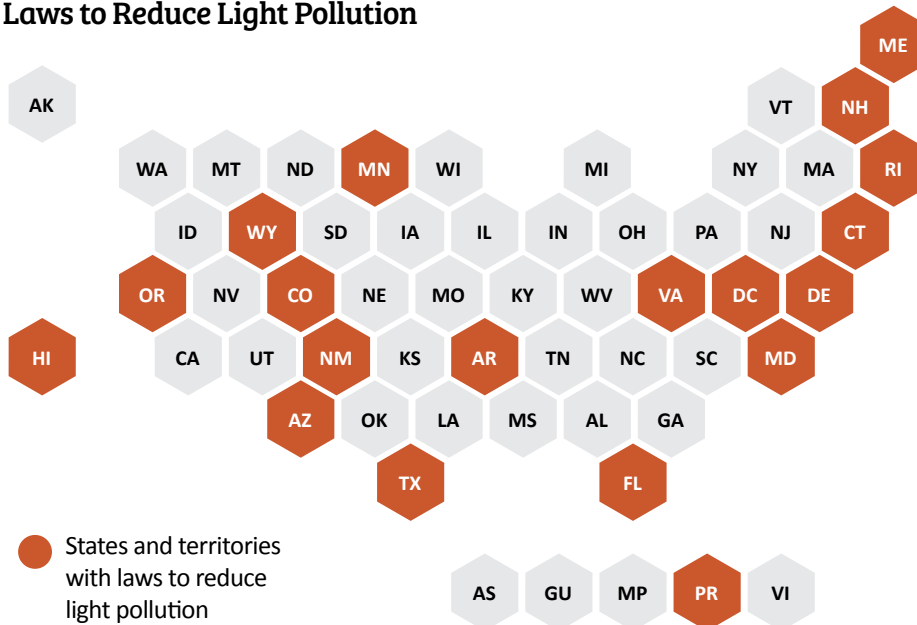 Laws to Reduce Light Pollution
ME
AK
VT NH
WA MT ND MN WI MI NY MA RI
ID WY SD IA IL IN OH PA NJ CT
OR NV CO NE MO KY WV VA DC DE
HI CA UT NM KS AR TN NC SC MD
AZ OK LA MS AL GA
TX FL
States and territories
with laws to reduce
light pollution
AS GU MP PR VI